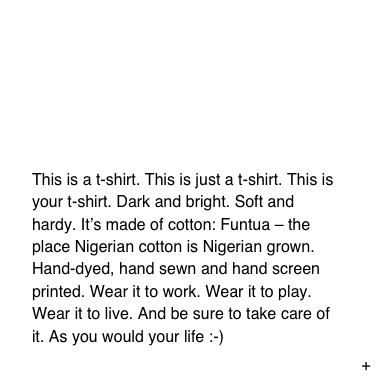 This is a t-shirt. This is just a t-shirt. This is
your t-shirt. Dark and bright. Soft and
hardy. It’s made of cotton: Funtua – the
place Nigerian cotton is Nigerian grown.
Hand-dyed, hand sewn and hand screen
printed. Wear it to work. Wear it to play.
Wear it to live. And be sure to take care of
it. As you would your life :-)
+